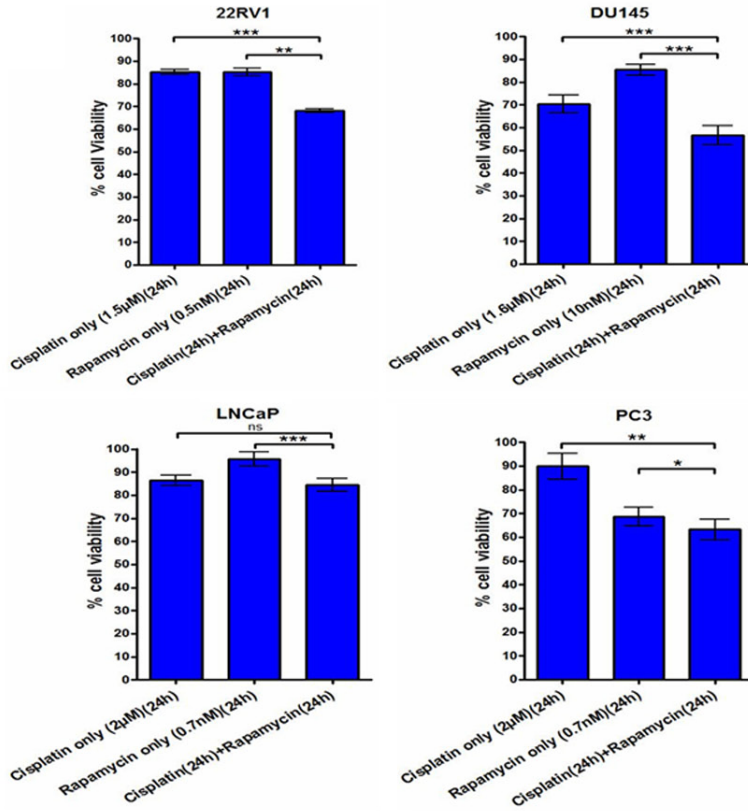 22RV1
***
**
% cell Viability
100
90
80
70
60
50
40
30
20
10
0
Cisplatin only (1.5µM)(24h)
Rapamycin only (0.5nM)(24h)
Cisplatin(24h)+Rapamycin(24h)
DU145
***
***
% cell viability
100
90
80
70
60
50
40
30
20
10
0
Cisplatin only (1.6µM)(24h)
Rapamycin only (10nM)(24h)
Cisplatin(24h)+Rapamycin(24h)
LNCaP
ns
***
% cell viability
100
90
80
70
60
50
40
30
20
10
0
Cisplatin only (2µM)(24h)
Rapamycin only (0.7nM)(24h)
Cisplatin(24h)+Rapamycin(24h)
PC3
**
*
% cell viability
100
90
80
70
60
50
40
30
20
10
0
Cisplatin only (2µM)(24h)
Rapamycin only (0.7nM)(24h)
Cisplatin(24h)+Rapamycin(24h)